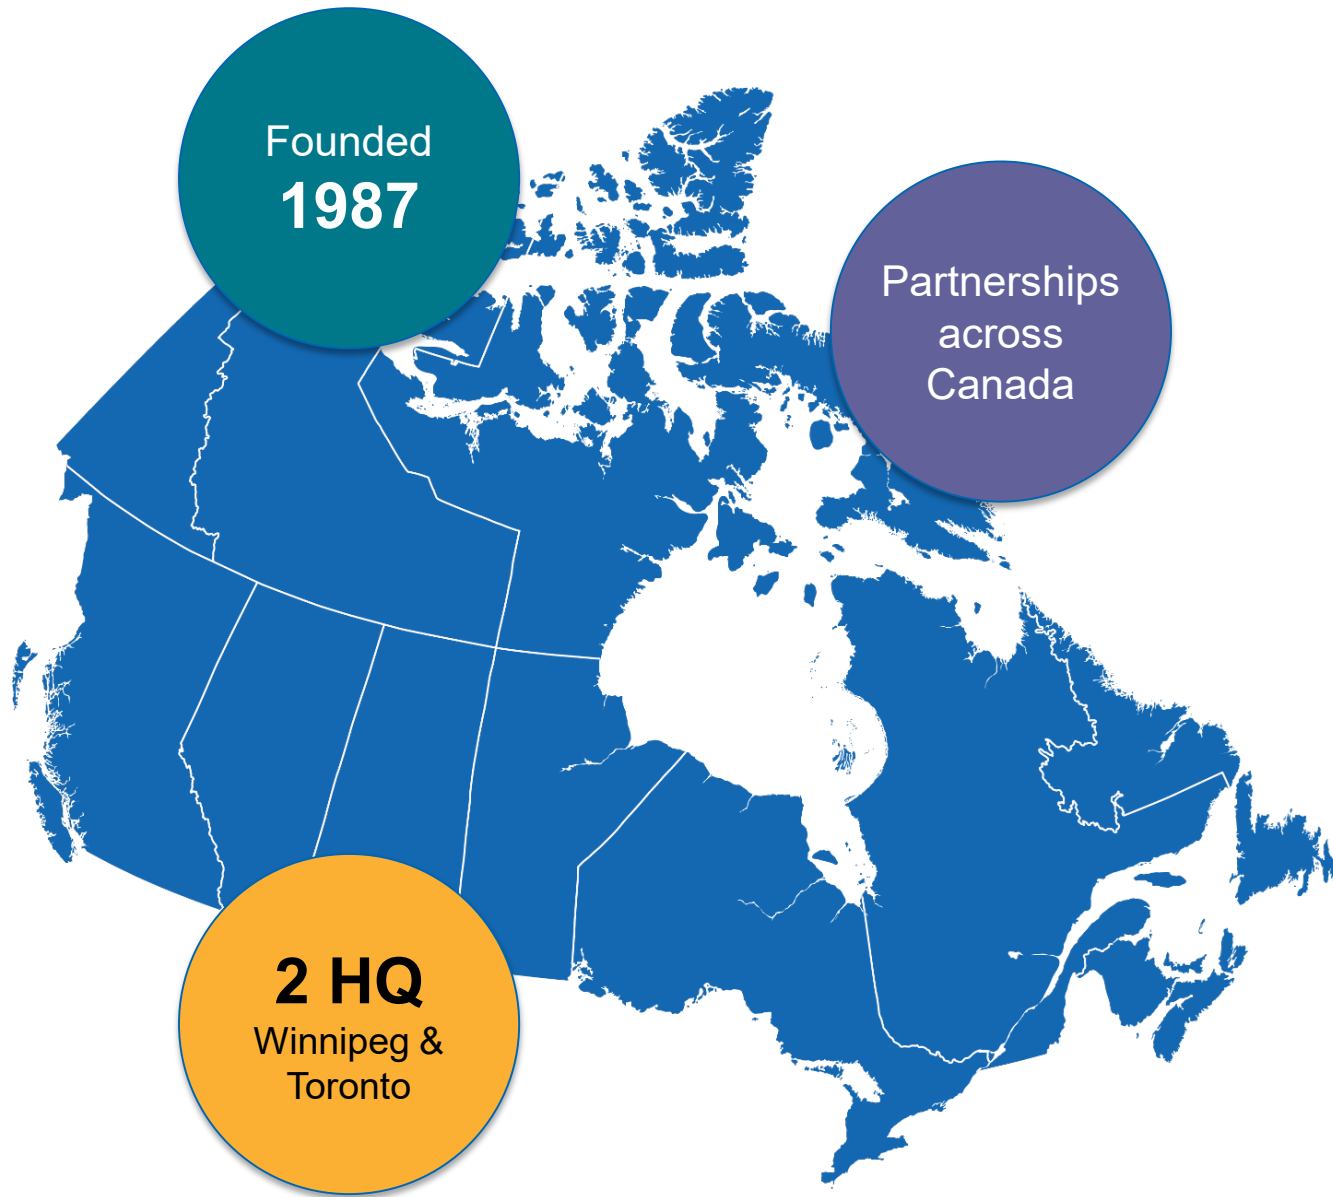 Founded
1987
Partnerships
across
Canada
2 HQ
Winnipeg &
Toronto